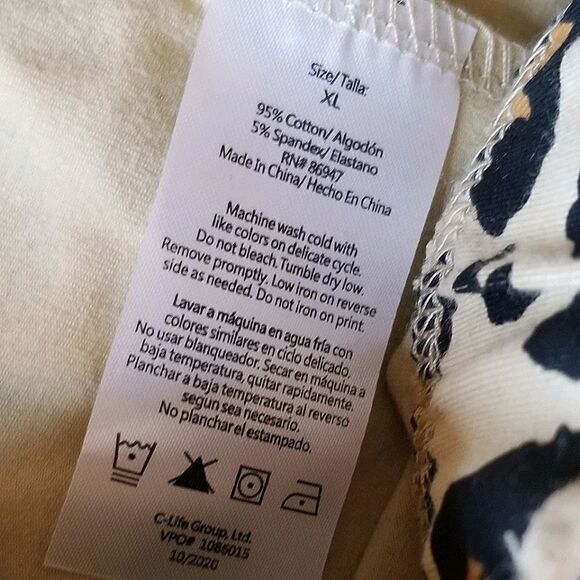 Size/Talla:
XL
95% Cotton/ Algodón
5% Spandex/ Elastano
RN# 86947
Made In China/ Hecho En China
Machine wash cold with
like colors on delicate cycle.
Do not bleach. Tumble dry low.
Remove promptly. Low iron on reverse
side as needed. Do not iron on print.
Lavar a máquina en agua fría con
colores similares en ciclo delicado.
No usar blanqueador. Secar en máquina a
baja temperatura, quitar rapidamente.
Planchar a baja temperatura al reverso
segun sea necesario.
No planchar el estampado.
C-Life Group, Ltd.
VPO# 1086015
10/2020